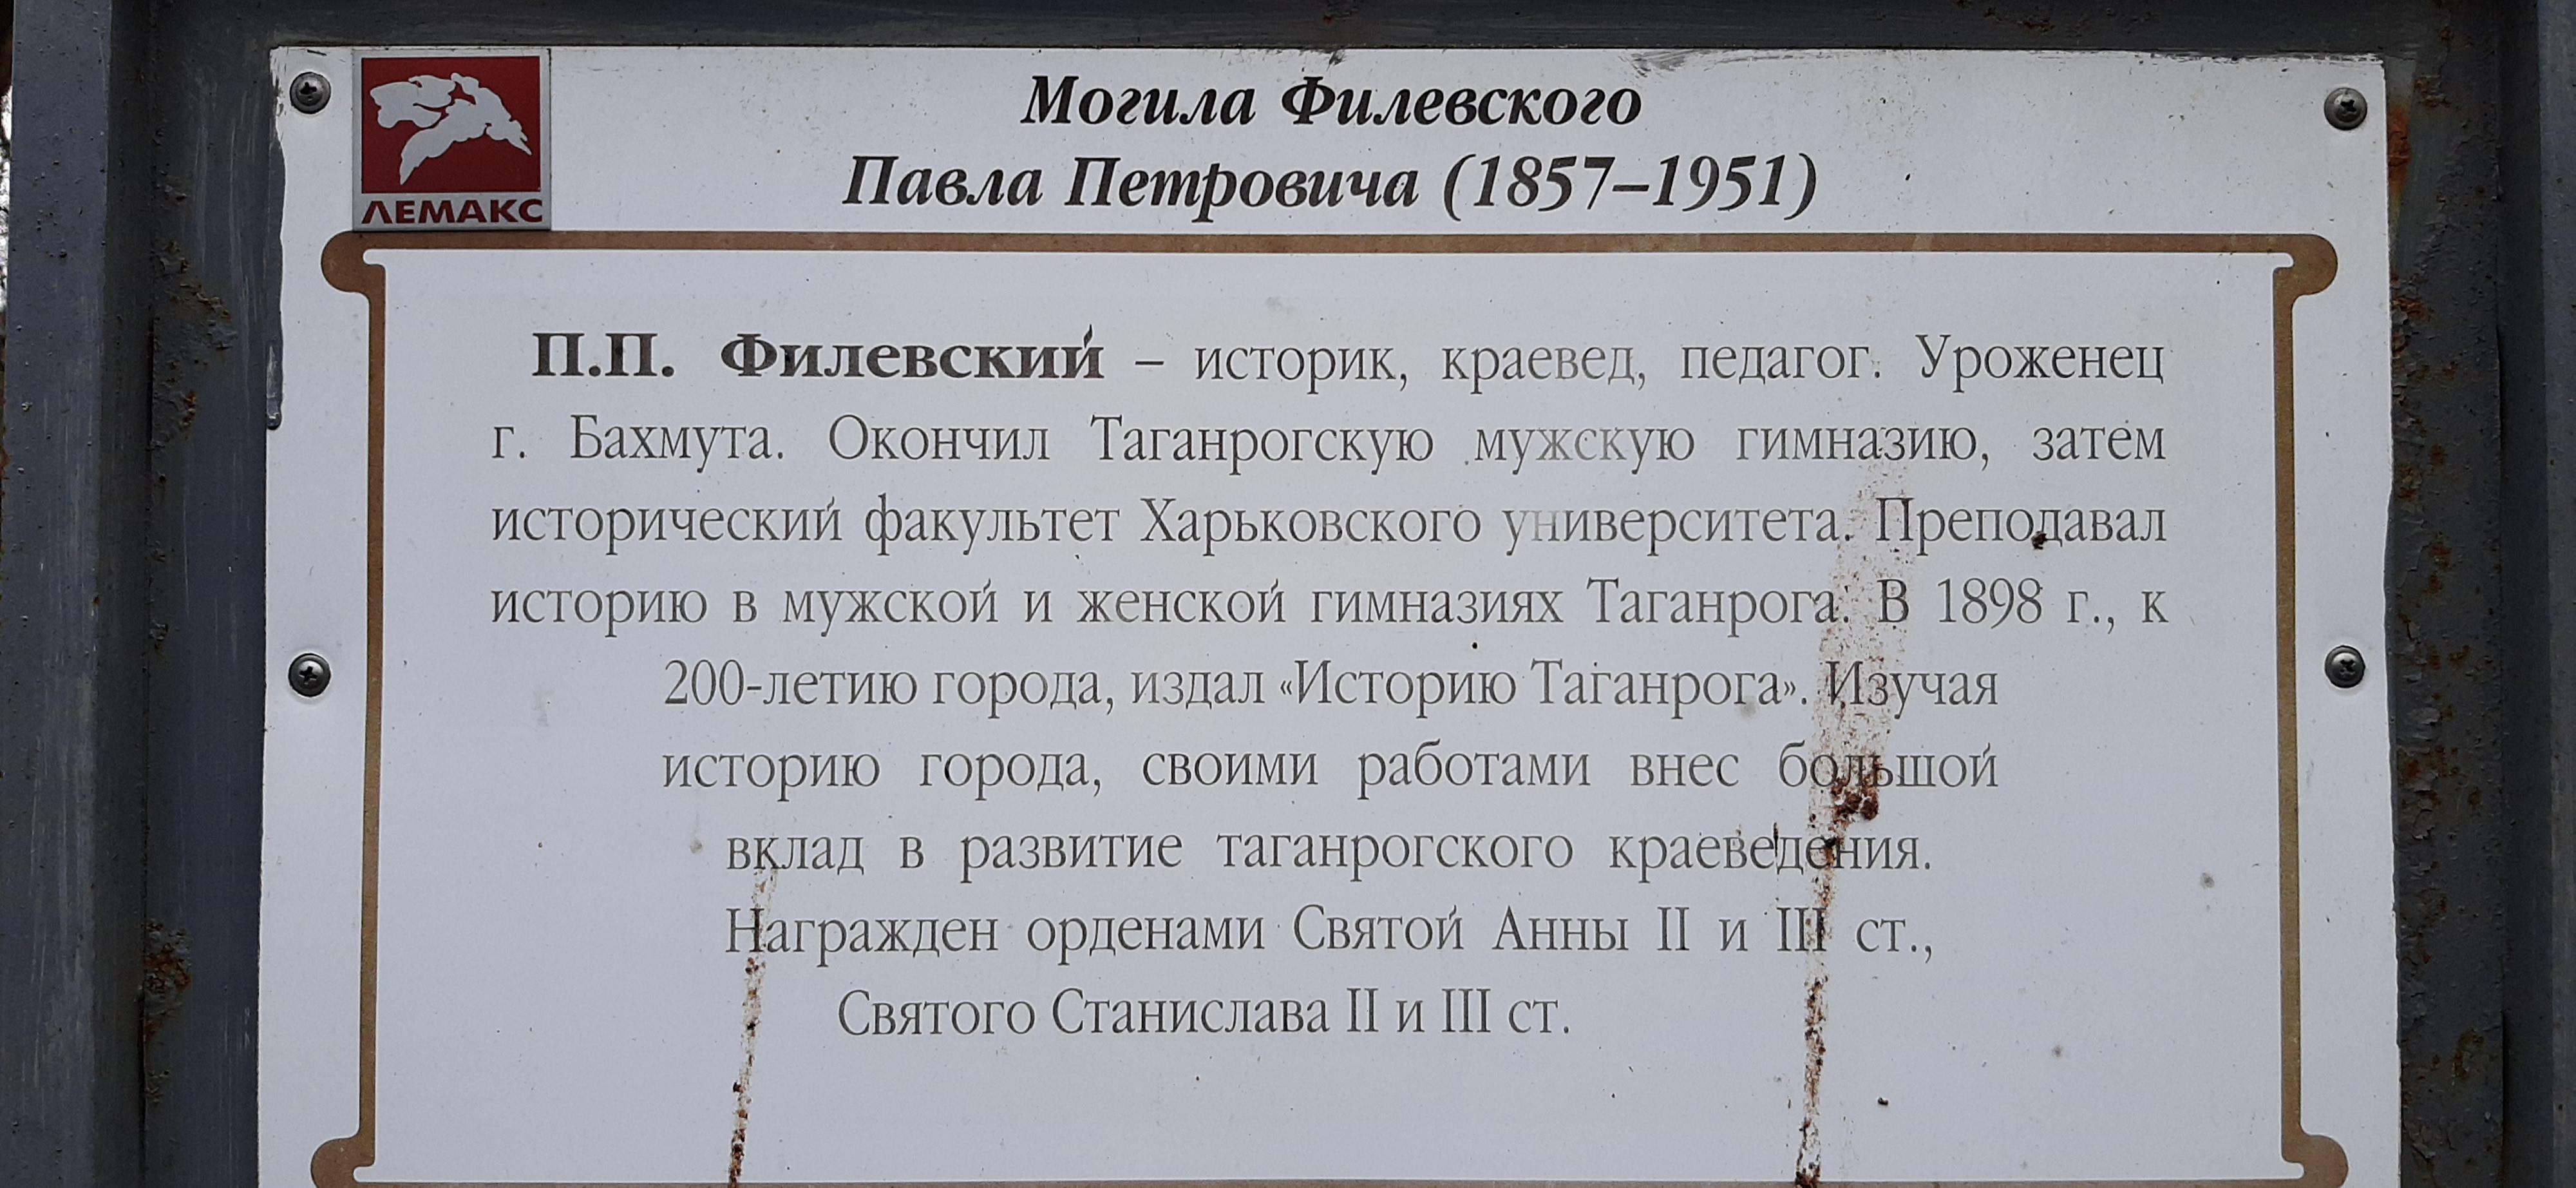 ЛЕМАКС
Могила Филевского
Павла Петровича (1857–1951)
П.П. Филевский – историк, краевед, педагог. Уроженец
г. Бахмута. Окончил Таганрогскую мужскую гимназию, затем
исторический факультет Харьковского университета. Преподавал
историю в мужской и женской гимназиях Таганрога. В 1898 г., к
200-летию города, издал «Историю Таганрога». Изучая
историю города, своими работами внес большой
вклад в развитие таганрогского краеведения.
Награжден орденами Святой Анны II и III ст.,
Святого Станислава II и III ст.